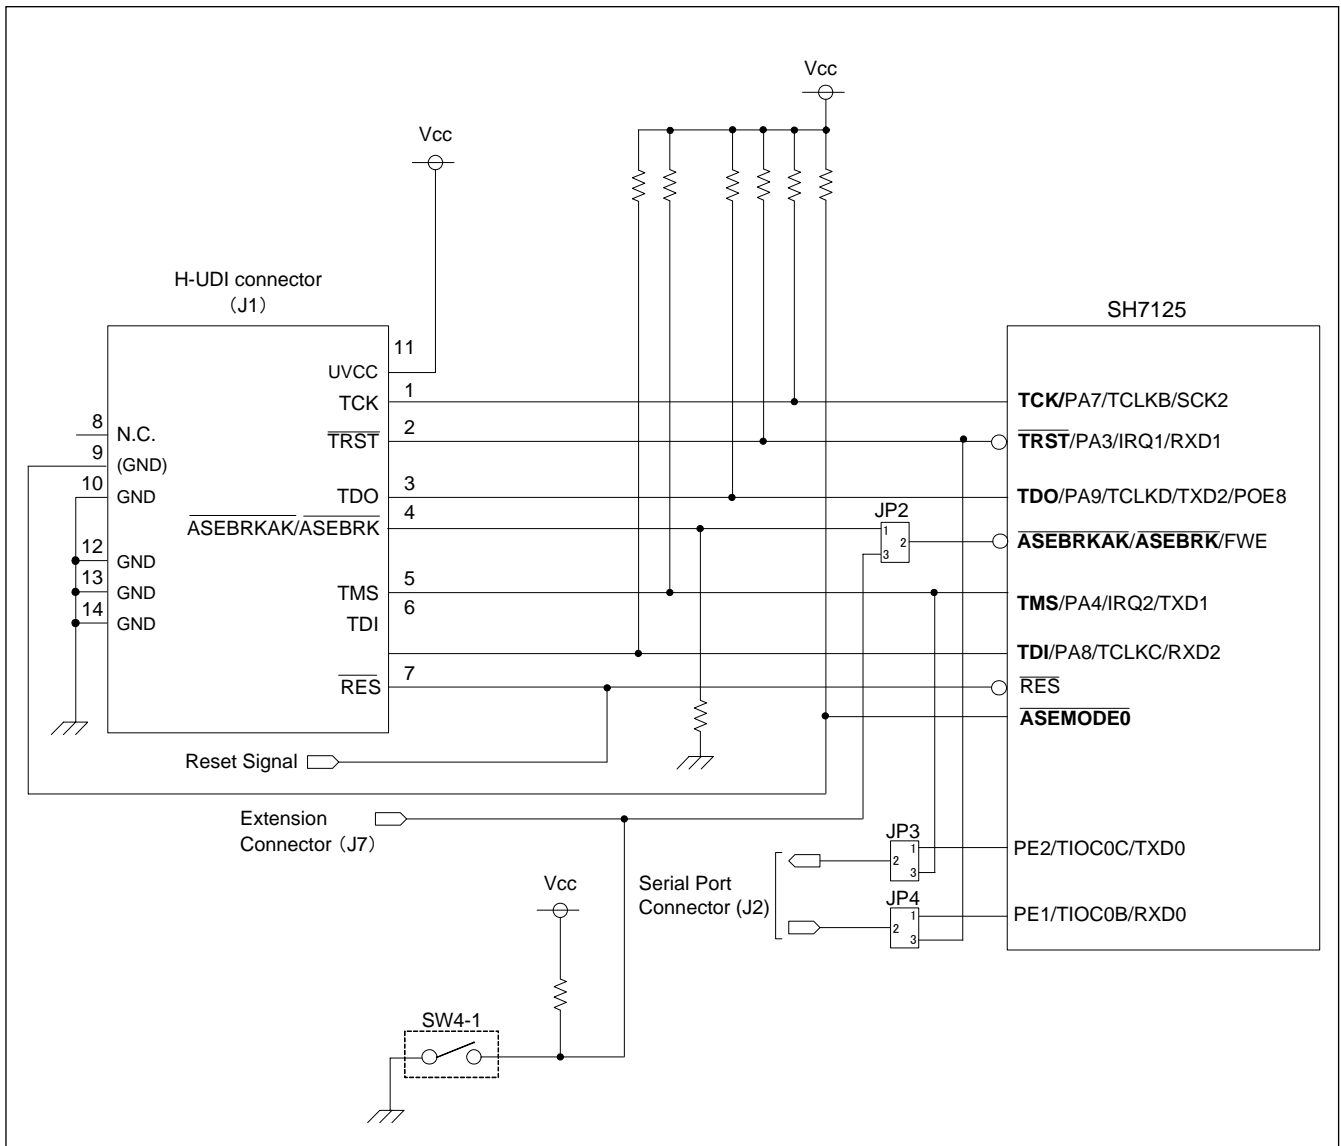 Vcc
Vcc
H-UDI connector
（J1）
SH7125
11
UVCC
1
TCK
TCK/PA7/TCLKB/SCK2
8
N.C.
2
TRST
TRST/PA3/IRQ1/RXD1
9
(GND)
10
GND
3
TDO
TDO/PA9/TCLKD/TXD2/POE8
4
ASEBRKAK/ASEBRK
JP2
1
2
3
ASEBRKAK/ASEBRK/FWE
12
GND
13
GND
5
TMS
TMS/PA4/IRQ2/TXD1
14
GND
6
TDI
TDI/PA8/TCLKC/RXD2
7
RES
RES
ASEMODE0
Reset Signal
Extension
Connector（J7）
JP3
1
2
3
PE2/TIOC0C/TXD0
Vcc
Serial Port
Connector (J2)
JP4
1
2
3
PE1/TIOC0B/RXD0
SW4-1